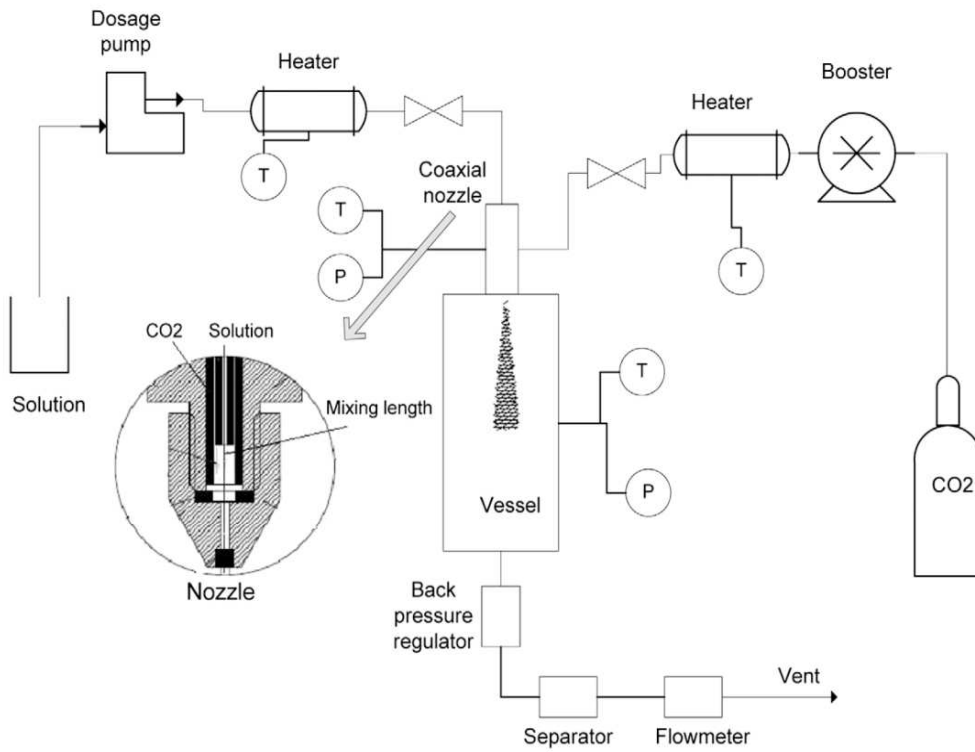 Dosage
pump
Heater
Booster
Heater
T
Coaxial
nozzle
T
P
T
CO2
Solution
Mixing length
Solution
T
P
Vessel
CO2
Nozzle
Back
pressure
regulator
Vent
Separator
Flowmeter